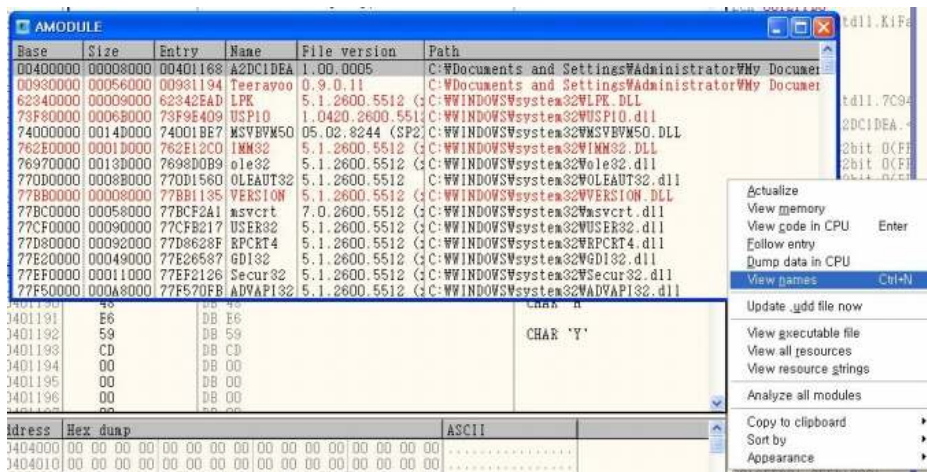 AMODULE
Base Size Entry Name File version Path
00400000 00008000 00401168 A2DC1DEA 1.00.0005 C:₩Documents and Settings₩Administrator₩My Documen
00930000 00056000 00931194 Teerayoo 0.9.0.11 C:₩Documents and Settings₩Administrator₩My Documen
62340000 00009000 62342EAD LPK 5.1.2600.5512 (: C:₩WINDOWS₩system32₩LPK.DLL
73F80000 0006B000 73F9E409 USP10 1.0420.2600.551: C:₩WINDOWS₩system32₩USP10.dll
74000000 0014D000 74001BE7 MSVBVM50 05.02.8244 (SP2) C:₩WINDOWS₩system32₩MSVBVM50.DLL
762E0000 0001D000 762E12C0 IMM32 5.1.2600.5512 (: C:₩WINDOWS₩system32₩IMM32.DLL
76970000 0013D000 7698D0B9 ole32 5.1.2600.5512 (: C:₩WINDOWS₩system32₩ole32.dll
770D0000 0008B000 770D1560 OLEAUT32 5.1.2600.5512 C:₩WINDOWS₩system32₩OLEAUT32.dll
77BB0000 00008000 77BB1135 VERSION 5.1.2600.5512 (: C:₩WINDOWS₩system32₩VERSION.DLL
77BC0000 00058000 77BCF2A1 msvcrt 7.0.2600.5512 (: C:₩WINDOWS₩system32₩msvcrt.dll
77CF0000 00090000 77CFB217 USER32 5.1.2600.5512 (: C:₩WINDOWS₩system32₩USER32.dll
77D80000 00092000 77D8628F RPCRT4 5.1.2600.5512 (: C:₩WINDOWS₩system32₩RPCRT4.dll
77E20000 00049000 77E26587 GDI32 5.1.2600.5512 (: C:₩WINDOWS₩system32₩GDI32.dll
77EF0000 00011000 77EF2126 Secur32 5.1.2600.5512 (: C:₩WINDOWS₩system32₩Secur32.dll
77F50000 000A8000 77F570FB ADVAPI32 5.1.2600.5512 (: C:₩WINDOWS₩system32₩ADVAPI32.dll
Actualize
View memory
View code in CPU Enter
Follow entry
Dump data in CPU
View names Ctrl+N
Update .udd file now
View executable file
View all resources
View resource strings
Analyze all modules
Copy to clipboard
Sort by
Appearance
0401191 E6 DB E6
0401192 59 DB 59 CHAR 'Y'
0401193 CD DB CD
0401194 00 DB 00
0401195 00 DB 00
0401196 00 DB 00
ddress Hex dump ASCII
0404000 00 00 00 00 00 00 00 00 00 00 00 00 00 00 00 00 ................
0404010 00 00 00 00 00 00 00 00 00 00 00 00 00 00 00 00 ................